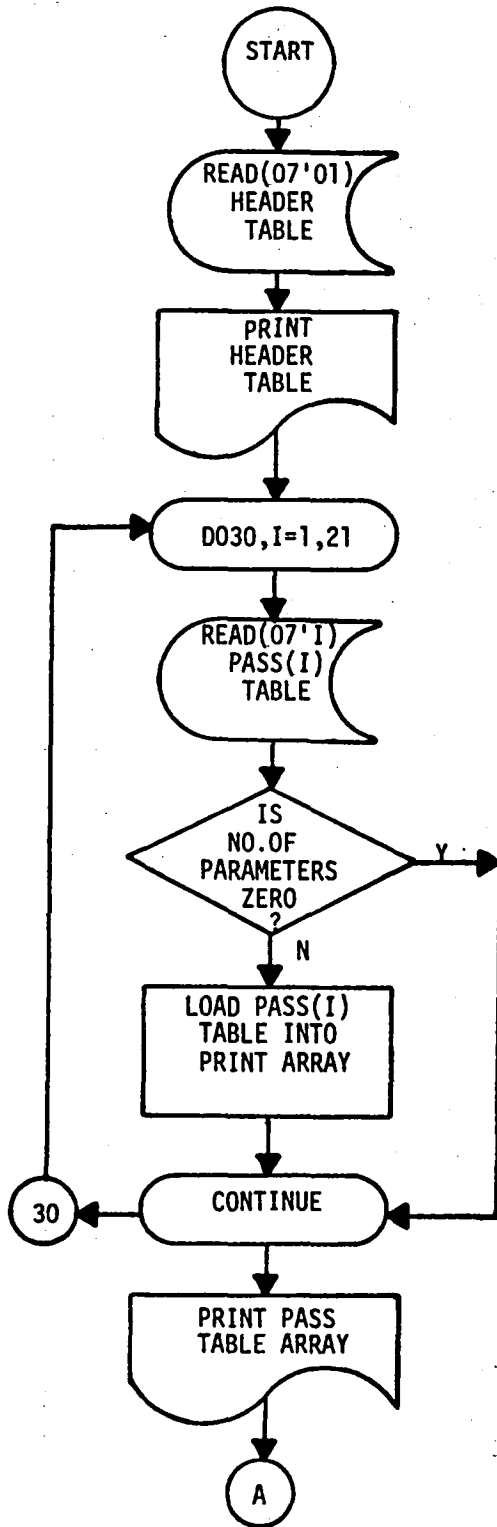 START
READ(07'01)
HEADER
TABLE
PRINT
HEADER
TABLE
DO30,I=1,21
READ(07'I)
PASS(I)
TABLE
IS
NO.OF
PARAMETERS
ZERO
?
Y
N
LOAD PASS(I)
TABLE INTO
PRINT ARRAY
CONTINUE
30
PRINT PASS
TABLE ARRAY
A